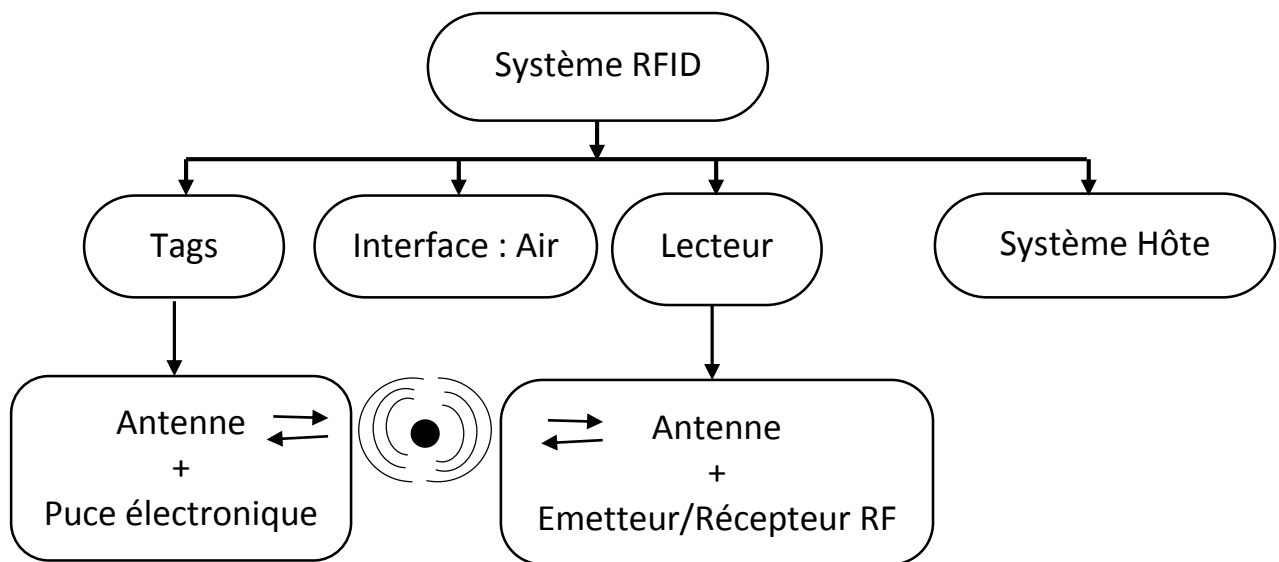 Système RFID
Tags
Interface : Air
Lecteur
Système Hôte
Antenne
+
Puce électronique
Antenne
+
Emetteur/Récepteur RF